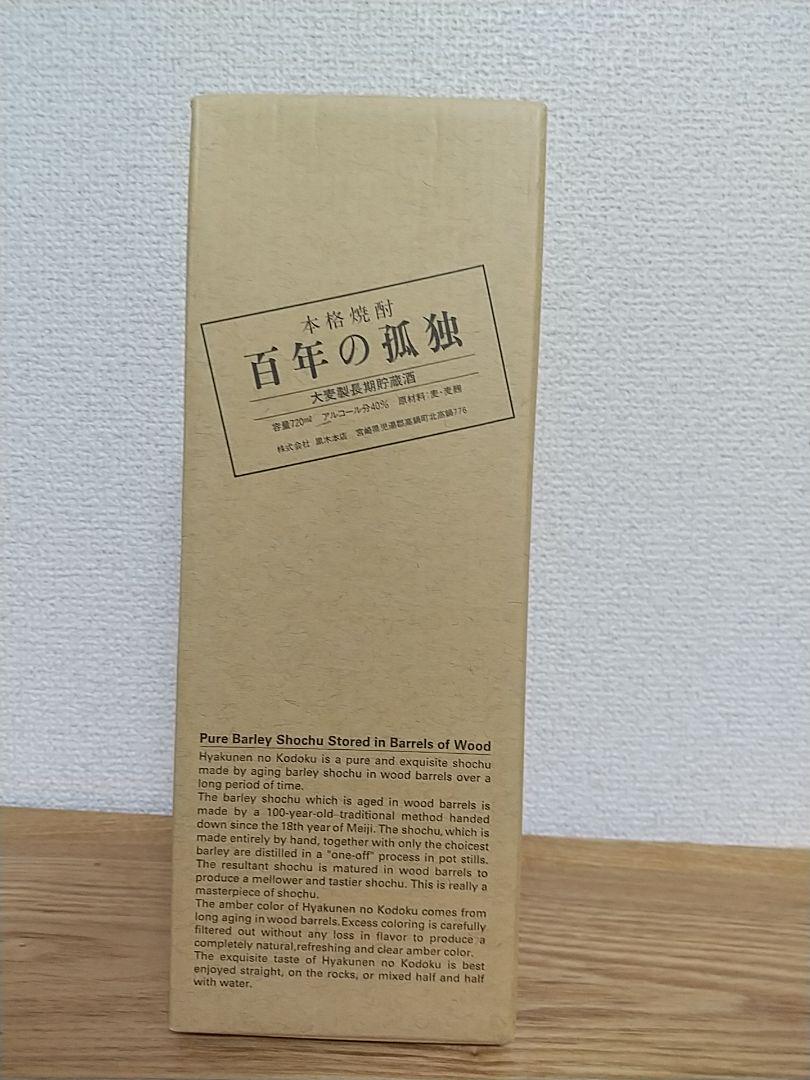 本格焼酎
百年の孤独
大麦製長期貯蔵酒
容量720ml アルコール分40% 原材料:麦・麦麹
株式会社 黒木本店 宮崎県児湯郡高鍋町北高鍋776
Pure Barley Shochu Stored in Barrels of Wood
Hyakunen no Kodoku is a pure and exquisite shochu
made by aging barley shochu in wood barrels over a
long period of time.
The barley shochu which is aged in wood barrels is
made by a 100-year-old traditional method handed
down since the 18th year of Meiji. The shochu, which is
made entirely by hand, together with only the choicest
barley are distilled in a "one-off" process in pot stills.
The resultant shochu is matured in wood barrels to
produce a mellower and tastier shochu. This is really a
masterpiece of shochu.
The amber color of Hyakunen no Kodoku comes from
long aging in wood barrels. Excess coloring is carefully
filtered out without any loss in flavor to produce a
completely natural, refreshing and clear amber color.
The exquisite taste of Hyakunen no Kodoku is best
enjoyed straight, on the rocks, or mixed half and half
with water.